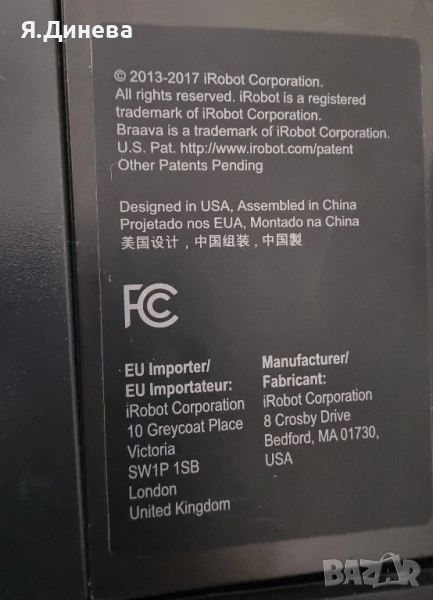 Я.Динева
© 2013-2017 iRobot Corporation.
All rights reserved. iRobot is a registered
trademark of iRobot Corporation.
Braava is a trademark of iRobot Corporation.
U.S. Pat. http://www.irobot.com/patent
Other Patents Pending
Designed in USA, Assembled in China
Projetado nos EUA, Montado na China
美国设计，中国组装，中国製
FC
EU Importer/
EU Importateur:
iRobot Corporation
10 Greycoat Place
Victoria
SW1P 1SB
London
United Kingdom
Manufacturer/
Fabricant:
iRobot Corporation
8 Crosby Drive
Bedford, MA 01730,
USA
BAZAR